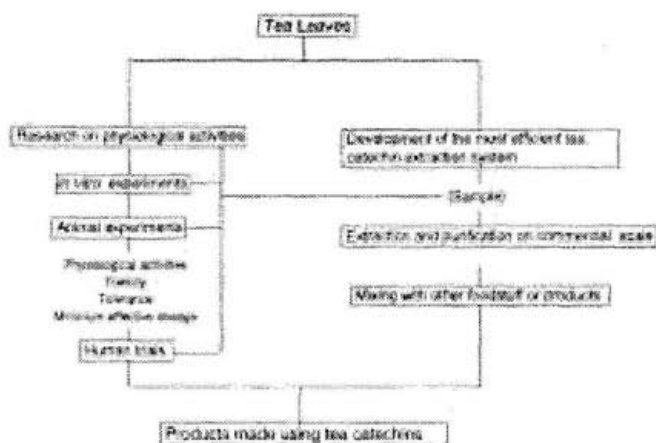 Tea Leaves
Research on physiological activities
in vitro experiments
Animal experiments
Physiological activities
Toxicity
Tolerance
Minimum effective dosage
Human trials
Development of the most efficient tea
catechin extraction system
(Sample)
Extraction and purification on commercial scale
Mixing with other foodstuff or products
Products made using tea catechins